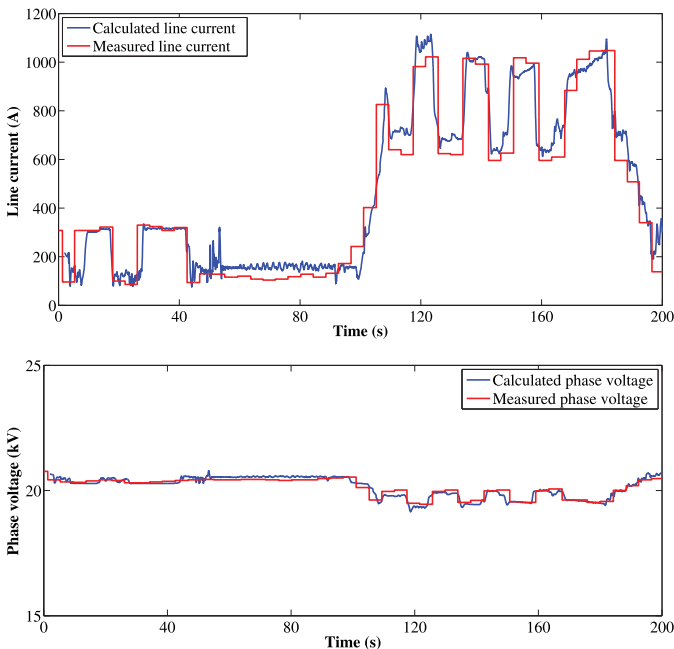 1200
1000
800
600
400
200
0
Line current (A)
Calculated line current
Measured line current
0 40 80 120 160 200
Time (s)
25
20
15
Phase voltage (kV)
Calculated phase voltage
Measured phase voltage
0 40 80 120 160 200
Time (s)